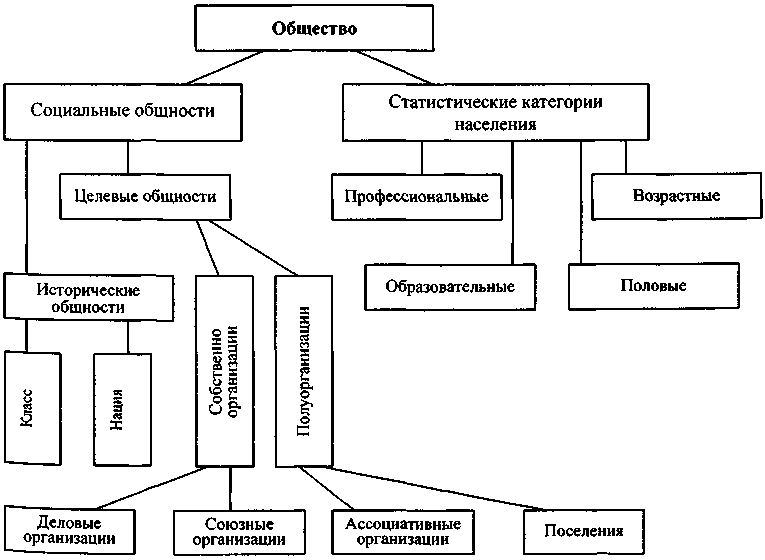 Общество
Социальные общности
Статистические категории
населения
Целевые общности
Профессиональные
Возрастные
Исторические
общности
Образовательные
Половые
Класс
Нация
Собственно
организации
Полуорганизации
Деловые
организации
Союзные
организации
Ассоциативные
организации
Поселения